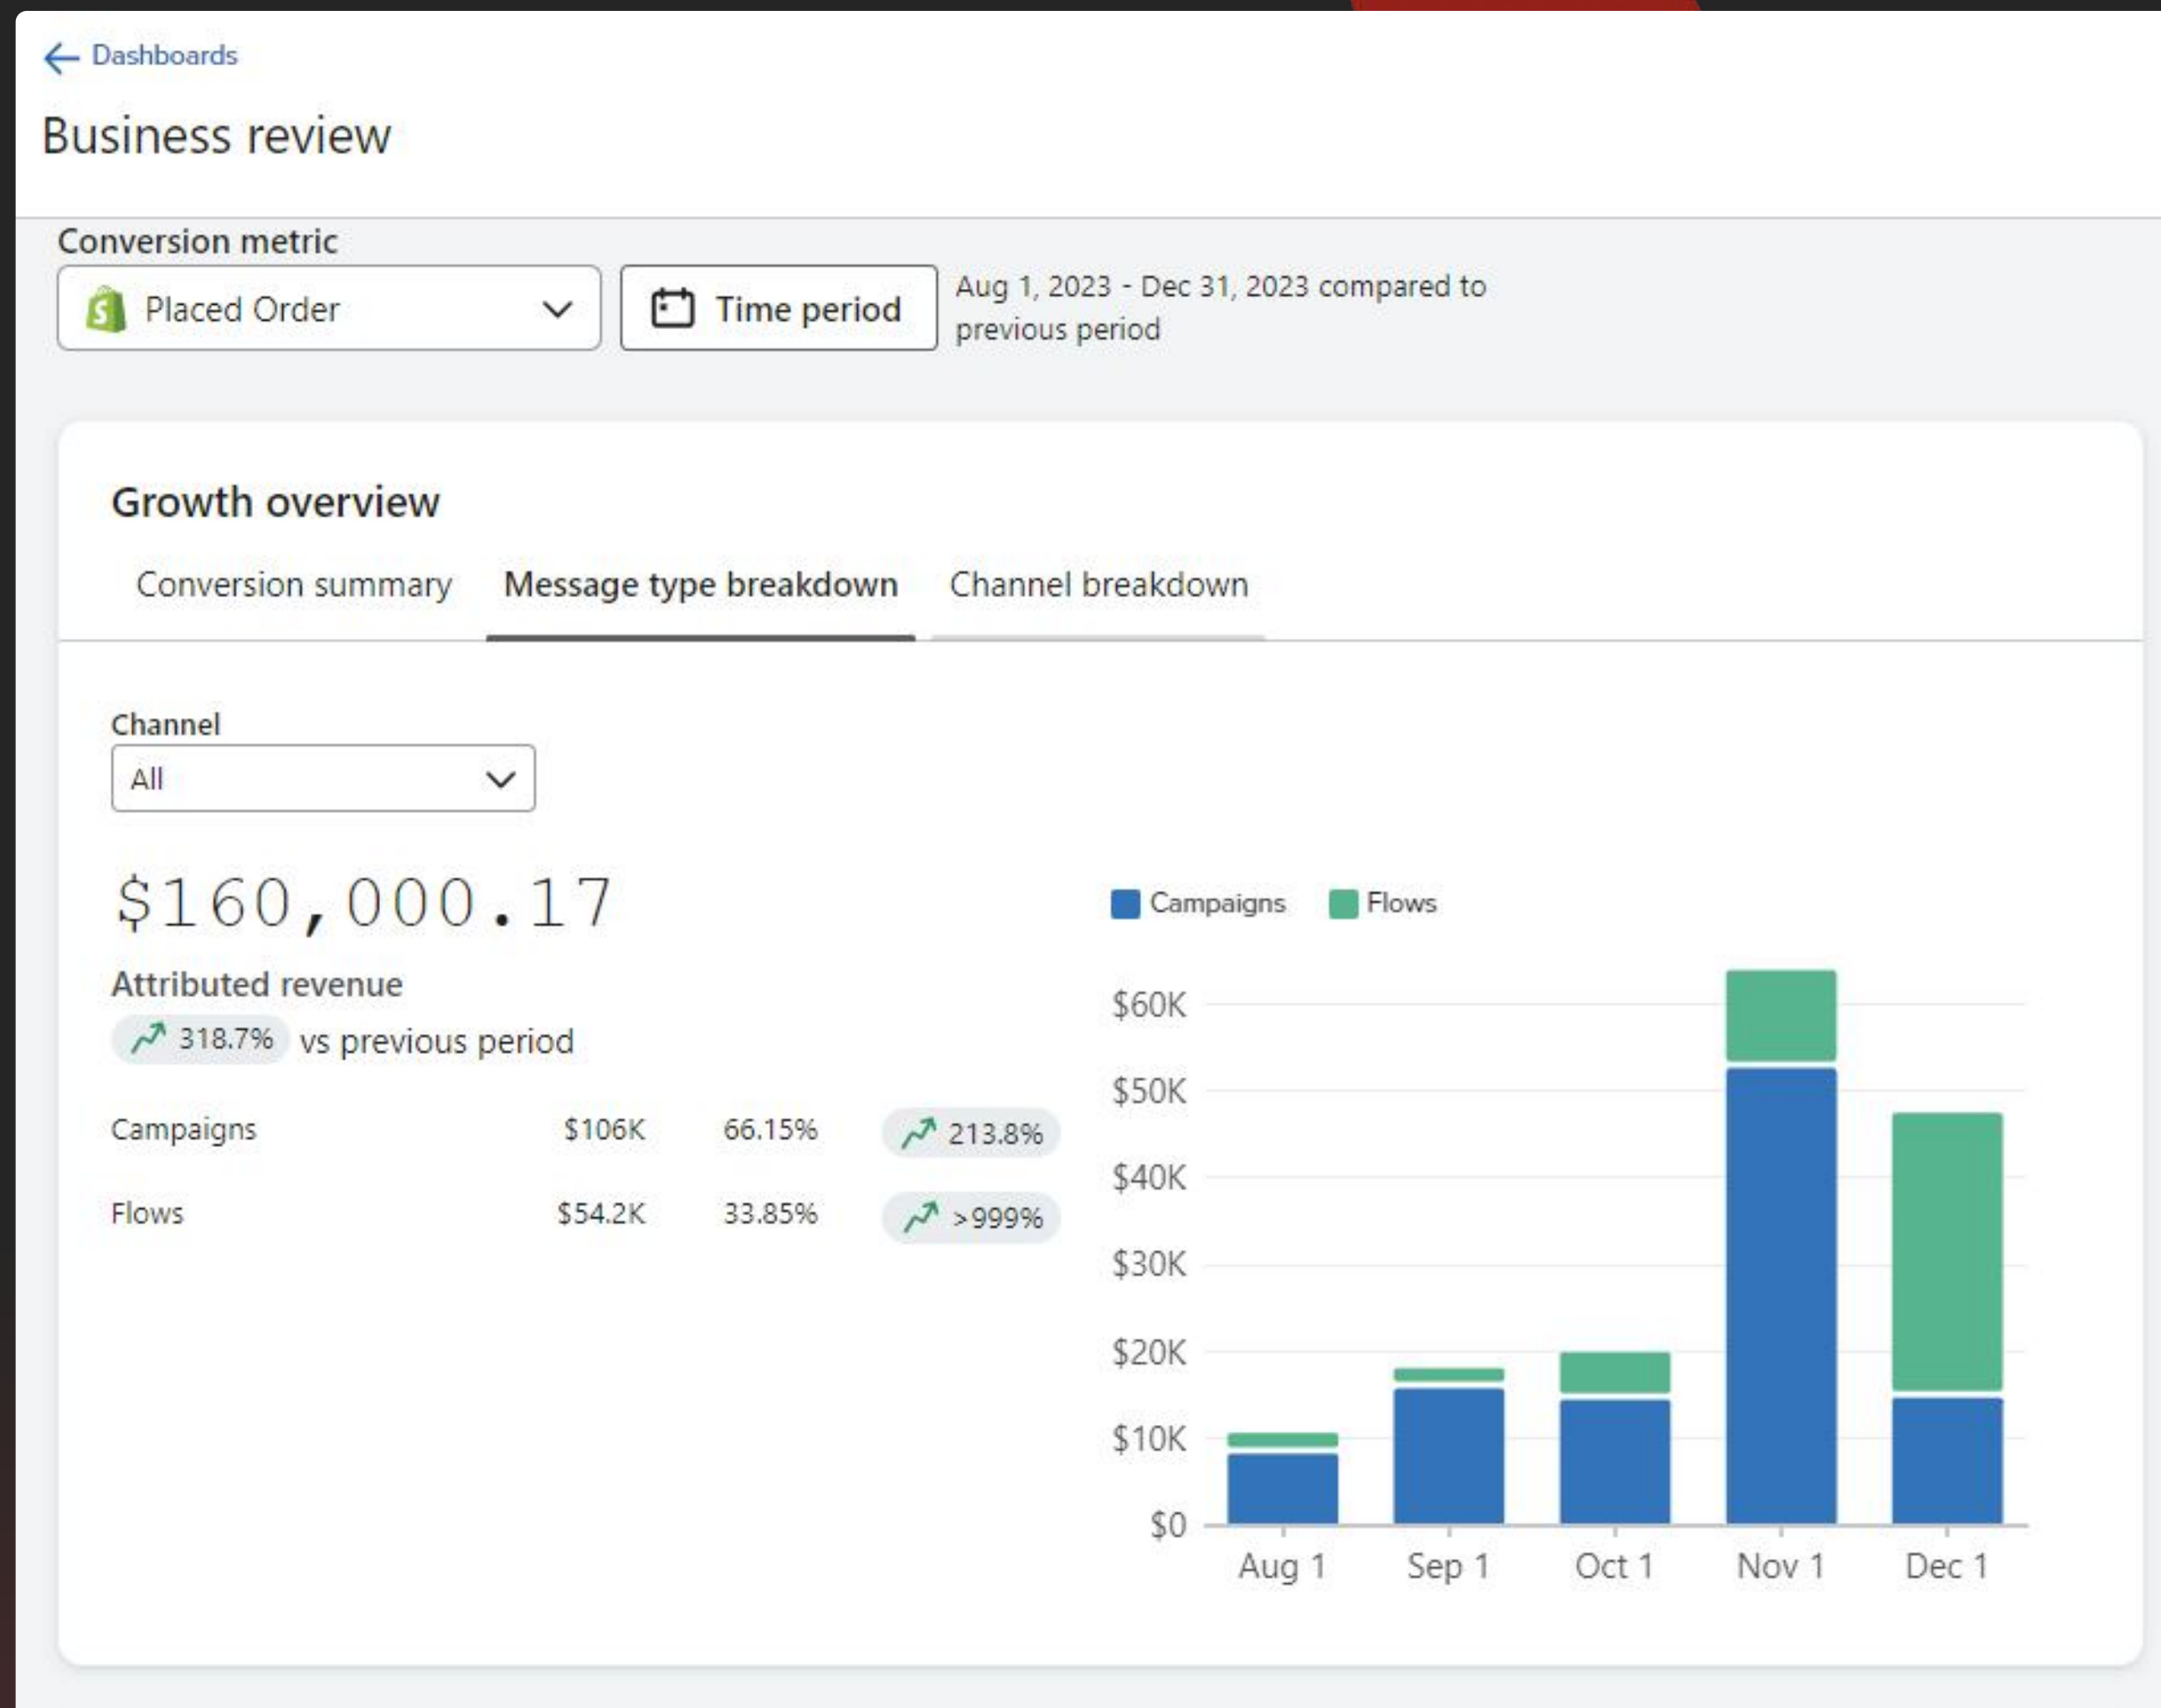 Dashboards
Business review
Conversion metric
Placed Order
Time period
Aug 1, 2023 - Dec 31, 2023 compared to
previous period
Growth overview
Conversion summary Message type breakdown Channel breakdown
Channel
All
$160,000.17
Attributed revenue
318.7% vs previous period
Campaigns $106K 66.15% 213.8%
Flows $54.2K 33.85% >999%
Campaigns Flows
$60K
$50K
$40K
$30K
$20K
$10K
$0
Aug 1 Sep 1 Oct 1 Nov 1 Dec 1